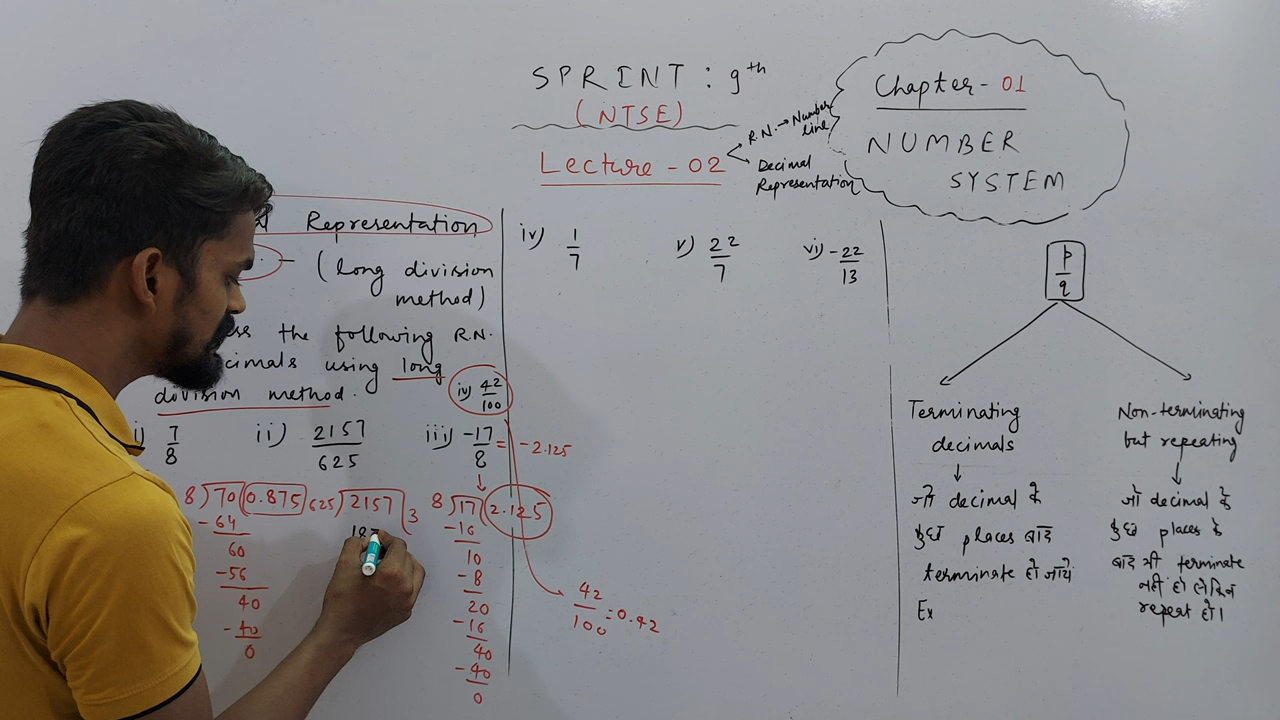 SPRINT : 9th
(NTSE)
Lecture - 02
R.N. → Number line
Decimal Representation
Chapter - 01
NUMBER
SYSTEM
Representation
- (long division
method)
the following R.N.
using long
division method.
iv) 42/100
i) 7/8
ii) 2157/625
iii) -17/8 = -2.125
8)70(0.875
-64
60
-56
40
-40
0
625)2157(3
8)17(2.125
-16
10
-8
20
-16
40
-40
0
42/100 = 0.42
iv) 1/7
v) 22/7
vi) -22/13
p/q
Terminating
decimals
जो decimal के
कुछ places बाद
terminate हो जाये
Ex
Non-terminating
but repeating
जो decimal के
कुछ places के
बाद भी terminate
नहीं हो लेकिन
repeat हो।